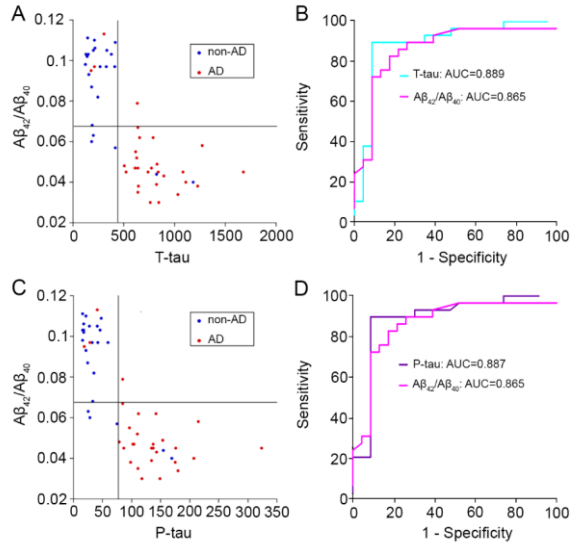 A
0.12
0.1
0.08
0.06
0.04
0.02
Aβ42/Aβ40
non-AD
AD
0
500
1000
1500
2000
T-tau
B
100
80
60
40
20
0
Sensitivity
T-tau: AUC=0.889
Aβ42/Aβ40: AUC=0.865
0
20
40
60
80
100
1 - Specificity
C
0.12
0.1
0.08
0.06
0.04
0.02
Aβ42/Aβ40
non-AD
AD
0
50
100
150
200
250
300
350
P-tau
D
100
80
60
40
20
0
Sensitivity
P-tau: AUC=0.887
Aβ42/Aβ40: AUC=0.865
0
20
40
60
80
100
1 - Specificity